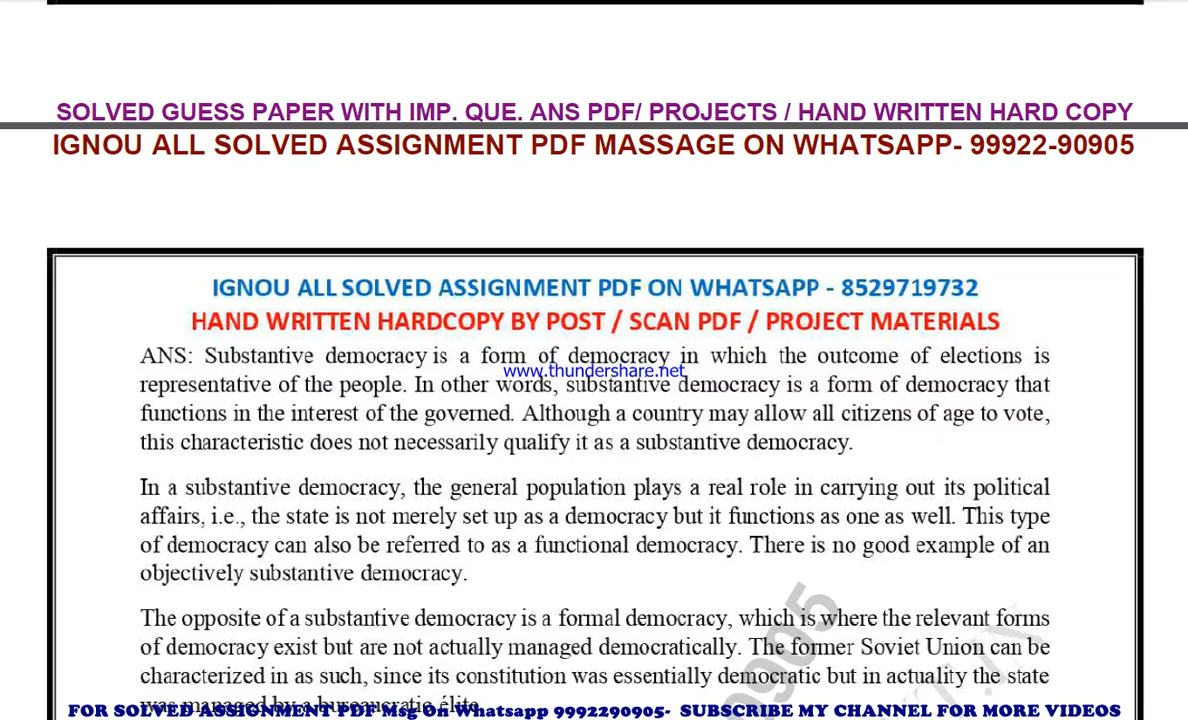 SOLVED GUESS PAPER WITH IMP. QUE. ANS PDF/ PROJECTS / HAND WRITTEN HARD COPY
IGNOU ALL SOLVED ASSIGNMENT PDF MASSAGE ON WHATSAPP- 99922-90905
IGNOU ALL SOLVED ASSIGNMENT PDF ON WHATSAPP - 8529719732
HAND WRITTEN HARDCOPY BY POST / SCAN PDF / PROJECT MATERIALS
ANS: Substantive democracy is a form of democracy in which the outcome of elections is
www.thundershare.net
representative of the people. In other words, substantive democracy is a form of democracy that
functions in the interest of the governed. Although a country may allow all citizens of age to vote,
this characteristic does not necessarily qualify it as a substantive democracy.
In a substantive democracy, the general population plays a real role in carrying out its political
affairs, i.e., the state is not merely set up as a democracy but it functions as one as well. This type
of democracy can also be referred to as a functional democracy. There is no good example of an
objectively substantive democracy.
The opposite of a substantive democracy is a formal democracy, which is where the relevant forms
of democracy exist but are not actually managed democratically. The former Soviet Union can be
characterized in as such, since its constitution was essentially democratic but in actuality the state
was managed by a bureaucratic élite.
FOR SOLVED ASSIGNMENT PDF Msg On Whatsapp 9992290905- SUBSCRIBE MY CHANNEL FOR MORE VIDEOS
0905